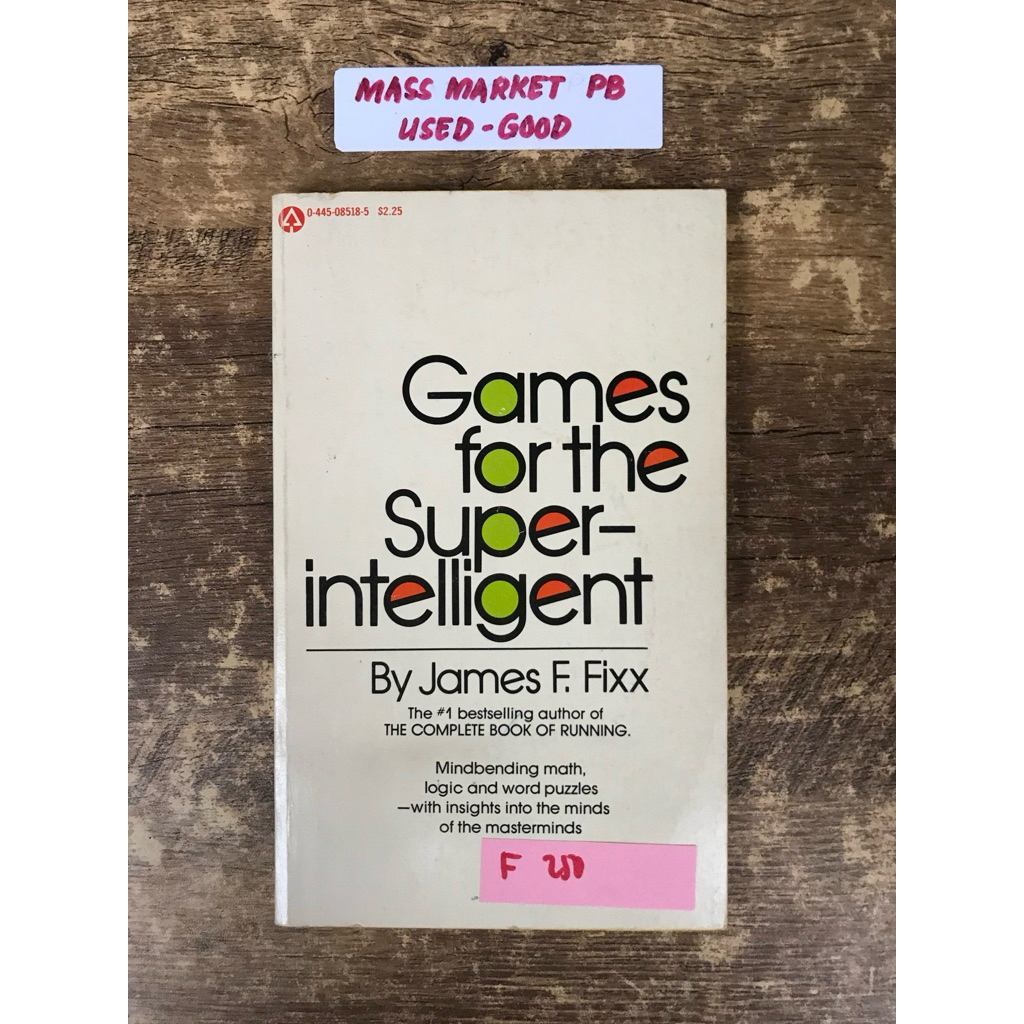 MASS MARKET PB
USED - GOOD
0-445-08518-5 $2.25
Games
for the
Super-
intelligent
By James F. Fixx
The #1 bestselling author of
THE COMPLETE BOOK OF RUNNING.
Mindbending math,
logic and word puzzles
—with insights into the minds
of the masterminds
F